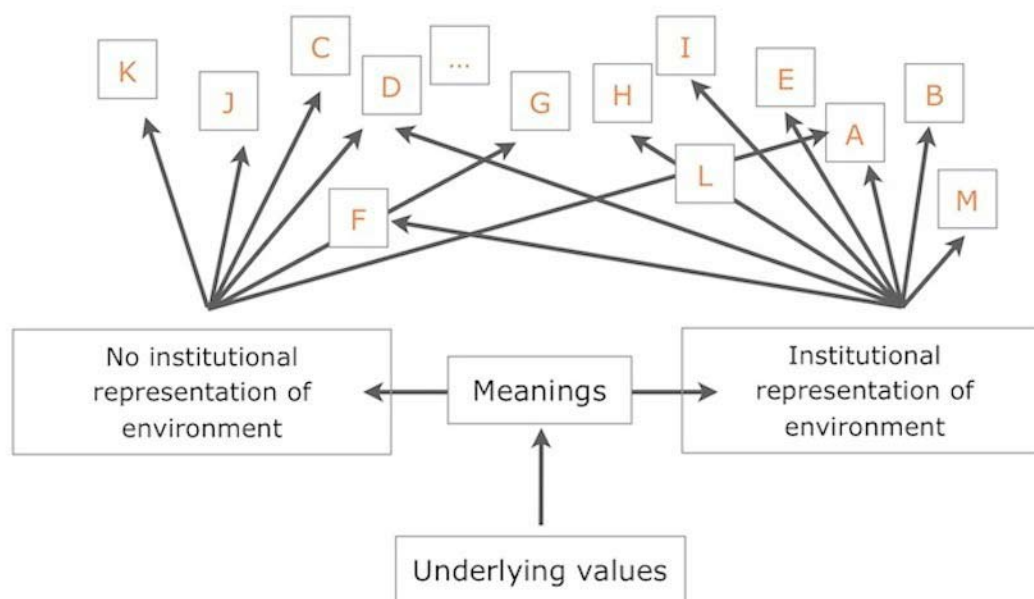 K
J
C
D
...
G
H
I
E
A
B
L
F
M
No institutional
representation of
environment
Meanings
Institutional
representation of
environment
Underlying values